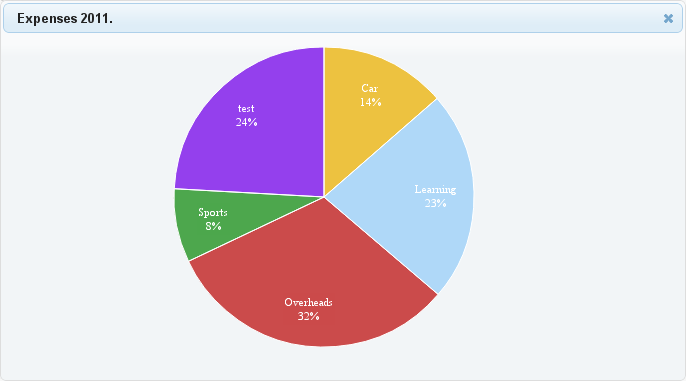 Expenses 2011.
Car
14%
test
24%
Learning
23%
Sports
8%
Overheads
32%